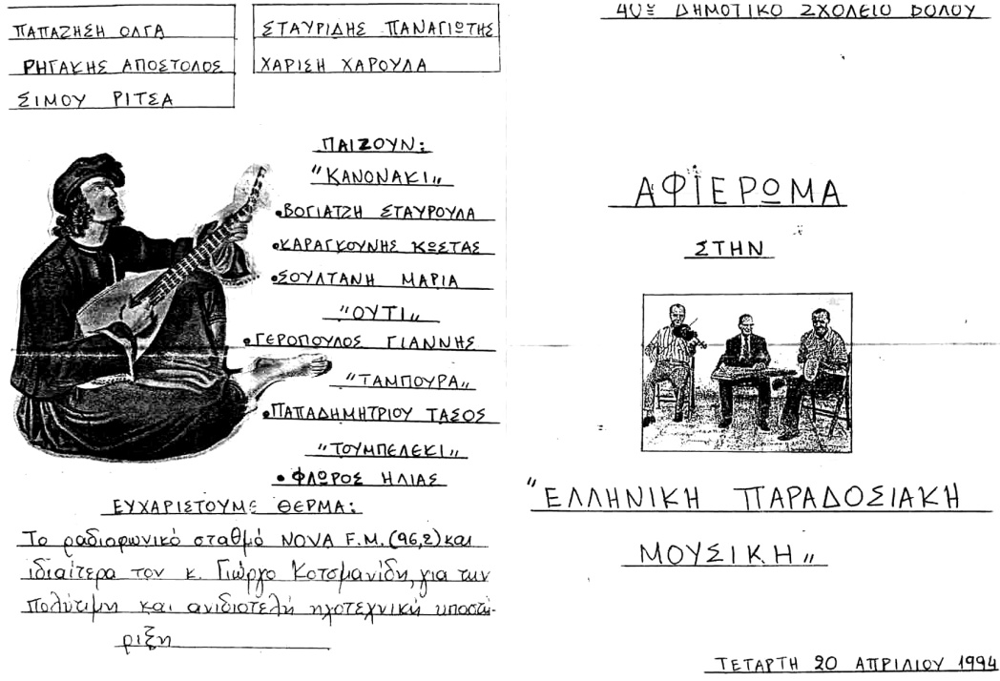 ΠΑΠΑΖΗΣΗ ΟΛΓΑ
ΡΗΓΑΚΗΣ ΑΠΟΣΤΟΛΟΣ
ΣΙΜΟΥ ΡΙΤΣΑ
ΣΤΑΥΡΙΔΗΣ ΠΑΝΑΓΙΩΤΗΣ
ΧΑΡΙΣΗ ΧΑΡΟΥΛΑ
ΠΑΙΖΟΥΝ:
"ΚΑΝΟΝΑΚΙ"
•ΒΟΓΙΑΤΖΗ ΣΤΑΥΡΟΥΛΑ
•ΚΑΡΑΓΚΟΥΝΗΣ ΚΩΣΤΑΣ
•ΣΟΥΛΤΑΝΗ ΜΑΡΙΑ
"ΟΥΤΙ"
•ΓΕΡΟΠΟΥΛΟΣ ΓΙΑΝΝΗΣ
"ΤΑΜΠΟΥΡΑ"
•ΠΑΠΑΔΗΜΗΤΡΙΟΥ ΤΑΣΟΣ
"ΤΟΥΜΠΕΛΕΚΙ"
•ΦΛΩΡΟΣ ΗΛΙΑΣ
ΕΥΧΑΡΙΣΤΟΥΜΕ ΘΕΡΜΑ:
Το ραδιοφωνικό σταθμό NOVA F.M. (96,2) και
ιδιαίτερα τον κ. Γιώργο Κοτσμανίδη, για την
πολύτιμη και ανιδιοτελή ηχοτεχνική υποστή-
ριξη
40º ΔΗΜΟΤΙΚΟ ΣΧΟΛΕΙΟ ΒΟΛΟΥ
ΑΦΙΕΡΩΜΑ
ΣΤΗΝ
"ΕΛΛΗΝΙΚΗ ΠΑΡΑΔΟΣΙΑΚΗ
ΜΟΥΣΙΚΗ"
ΤΕΤΑΡΤΗ 20 ΑΠΡΙΛΙΟΥ 1994